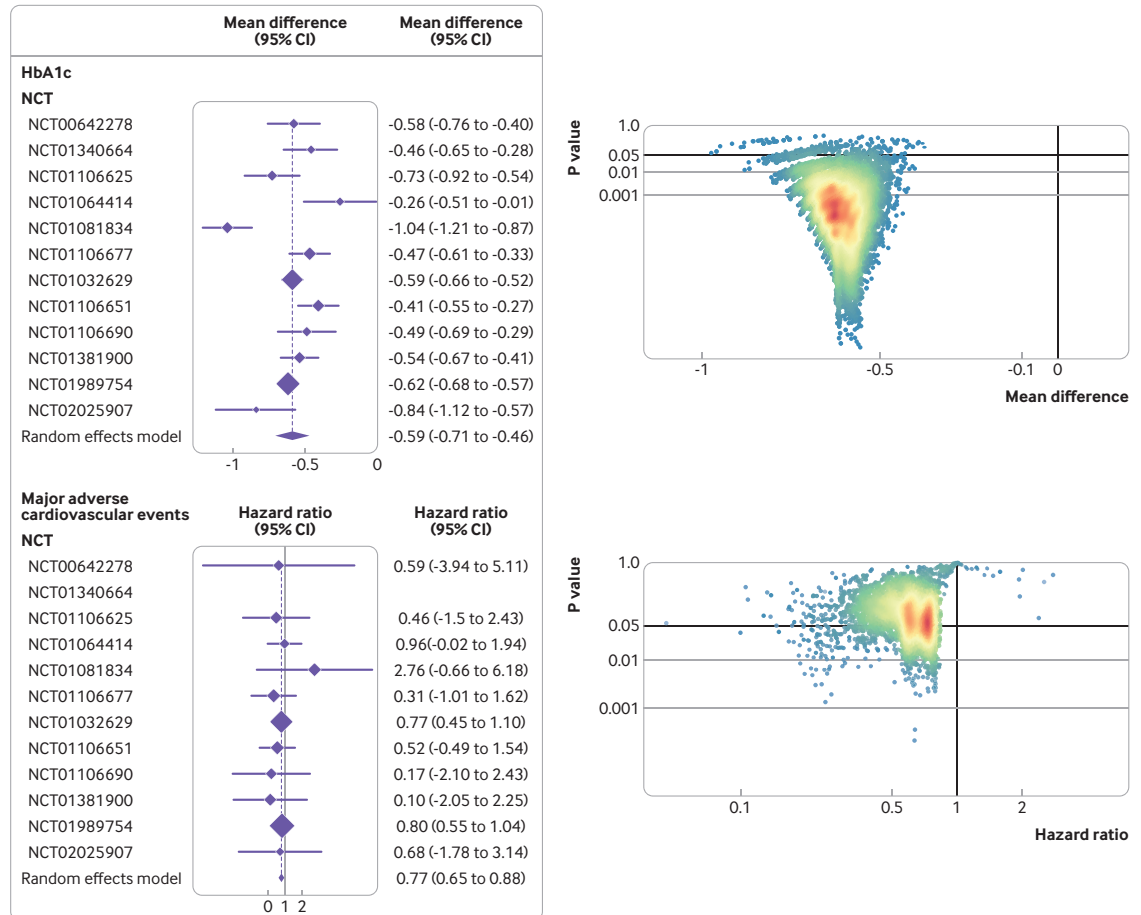 Mean difference
(95% CI)
Mean difference
(95% CI)
HbA1c
NCT
NCT00642278 -0.58 (-0.76 to -0.40)
NCT01340664 -0.46 (-0.65 to -0.28)
NCT01106625 -0.73 (-0.92 to -0.54)
NCT01064414 -0.26 (-0.51 to -0.01)
NCT01081834 -1.04 (-1.21 to -0.87)
NCT01106677 -0.47 (-0.61 to -0.33)
NCT01032629 -0.59 (-0.66 to -0.52)
NCT01106651 -0.41 (-0.55 to -0.27)
NCT01106690 -0.49 (-0.69 to -0.29)
NCT01381900 -0.54 (-0.67 to -0.41)
NCT01989754 -0.62 (-0.68 to -0.57)
NCT02025907 -0.84 (-1.12 to -0.57)
Random effects model -0.59 (-0.71 to -0.46)
-1 -0.5 0
Major adverse
cardiovascular events
Hazard ratio
(95% CI)
Hazard ratio
(95% CI)
NCT
NCT00642278 0.59 (-3.94 to 5.11)
NCT01340664
NCT01106625 0.46 (-1.5 to 2.43)
NCT01064414 0.96(-0.02 to 1.94)
NCT01081834 2.76 (-0.66 to 6.18)
NCT01106677 0.31 (-1.01 to 1.62)
NCT01032629 0.77 (0.45 to 1.10)
NCT01106651 0.52 (-0.49 to 1.54)
NCT01106690 0.17 (-2.10 to 2.43)
NCT01381900 0.10 (-2.05 to 2.25)
NCT01989754 0.80 (0.55 to 1.04)
NCT02025907 0.68 (-1.78 to 3.14)
Random effects model 0.77 (0.65 to 0.88)
0 1 2
P value
1.0
0.05
0.01
0.001
-1 -0.5 -0.1 0
Mean difference
P value
1.0
0.05
0.01
0.001
0.1 0.5 1 2
Hazard ratio